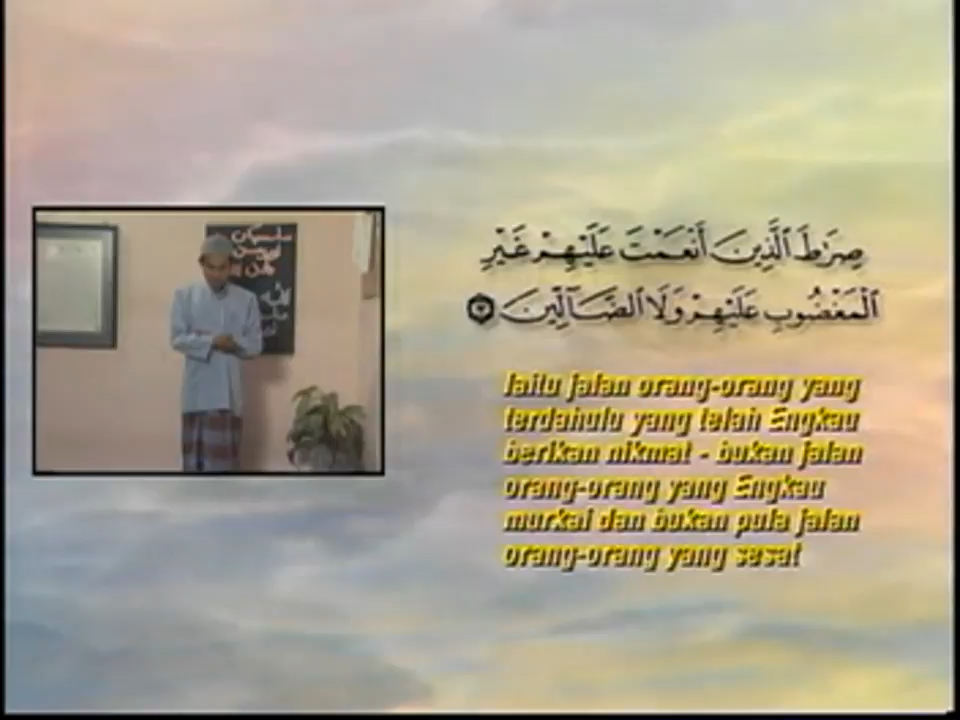 صِرَٰطَ ٱلَّذِينَ أَنْعَمْتَ عَلَيْهِمْ غَيْرِ
ٱلْمَغْضُوبِ عَلَيْهِمْ وَلَا ٱلضَّآلِّينَ ٧
Iaitu jalan orang-orang yang
terdahulu yang telah Engkau
berikan nikmat - bukan jalan
orang-orang yang Engkau
murkai dan bukan pula jalan
orang-orang yang sesat